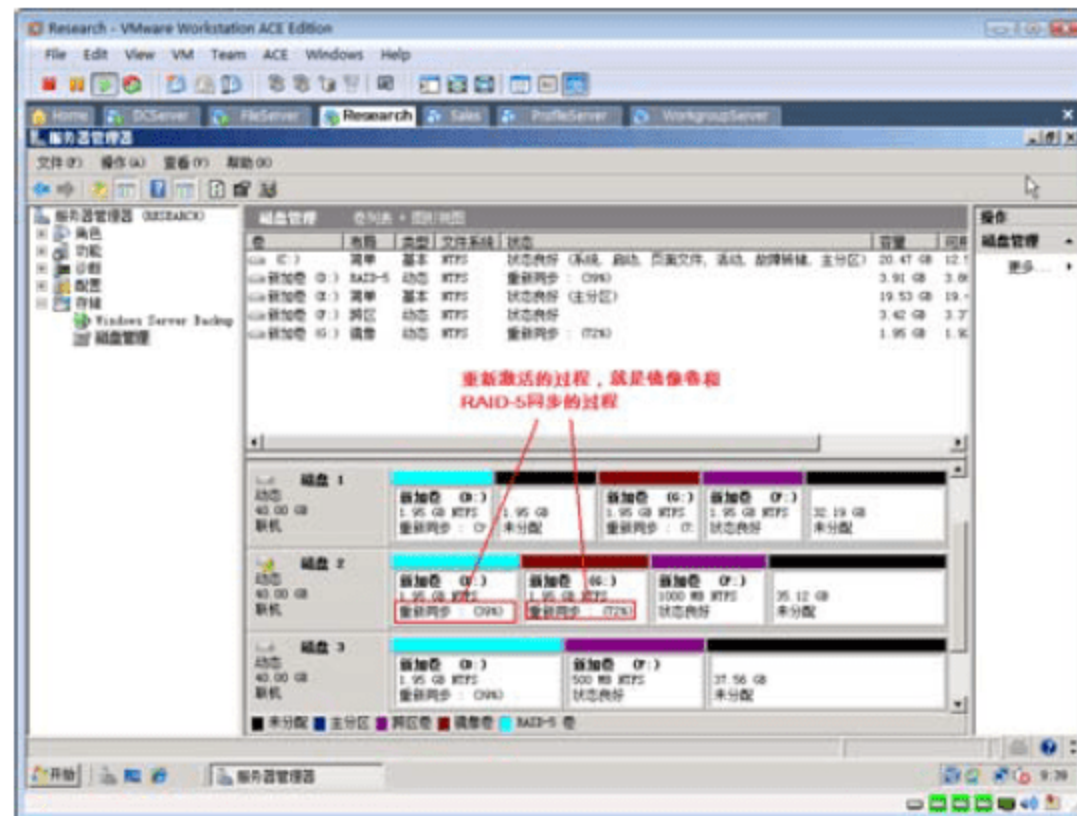 Research - VMware Workstation ACE Edition
File Edit View VM Team ACE Windows Help
Home DCServer FileServer Research Sales ProfileServer WorkgroupServer
服务器管理器
文件(F) 操作(A) 查看(V) 帮助(H)
服务器管理器 (RESEARCH)
角色
功能
诊断
配置
存储
Windows Server Backup
磁盘管理
磁盘管理 卷列表 + 图形视图
卷 布局 类型 文件系统 状态 容量
(C:) 简单 基本 NTFS 状态良好 (系统, 启动, 页面文件, 活动, 故障转储, 主分区) 20.47 GB
新加卷 (D:) RAID-5 动态 NTFS 重新同步 : (39%) 3.91 GB
新加卷 简单 基本 NTFS 状态良好 (主分区) 19.53 GB
新加卷 (F:) 跨区 动态 NTFS 状态良好 3.42 GB
新加卷 (G:) 镜像 动态 NTFS 重新同步 : (72%) 1.95 GB
操作
磁盘管理
更多...
重新激活的过程，就是镜像卷和
RAID-5同步的过程
磁盘 1
动态
40.00 GB
联机
新加卷 (D:)
1.95 GB NTFS
重新同步 :
1.95 GB
未分配
新加卷 (G:)
1.95 GB NTFS
重新同步 :
新加卷 (F:)
1.95 GB NTFS
状态良好
32.19 GB
未分配
磁盘 2
动态
40.00 GB
联机
新加卷
1.95 GB NTFS
重新同步 : (39%)
新加卷 (G:)
1.95 GB NTFS
重新同步 : (72%)
新加卷 (F:)
1000 MB NTFS
状态良好
35.12 GB
未分配
磁盘 3
动态
40.00 GB
联机
新加卷 (D:)
1.95 GB NTFS
重新同步 : (39%)
新加卷 (F:)
500 MB NTFS
状态良好
37.56 GB
未分配
未分配 主分区 跨区卷 镜像卷 RAID-5 卷
开始 服务器管理器 9:39